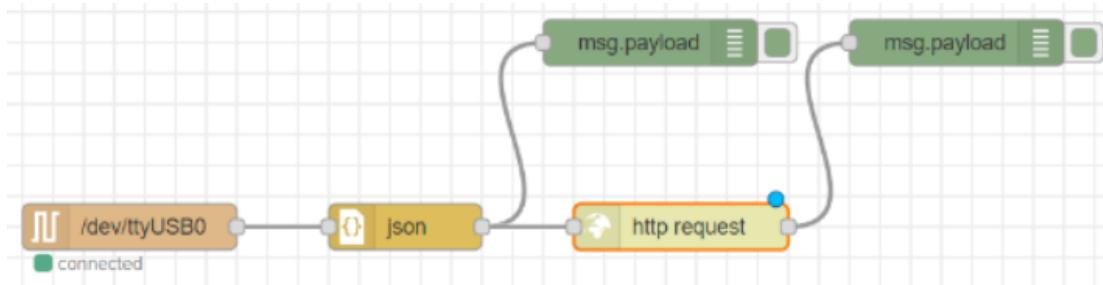 msg.payload
msg.payload
/dev/ttyUSB0
json
http request
connected